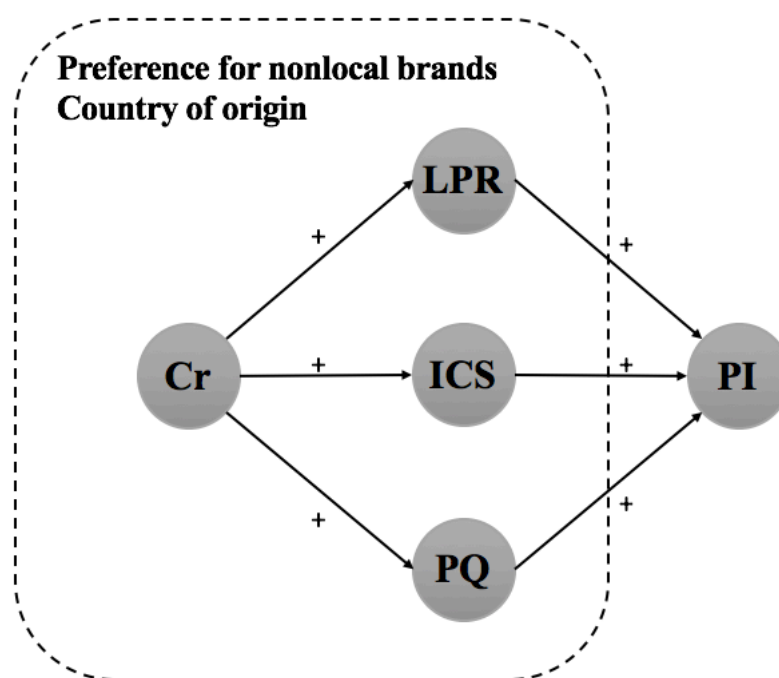 Preference for nonlocal brands
Country of origin
LPR
+
+
Cr
+
ICS
+
PI
+
+
PQ